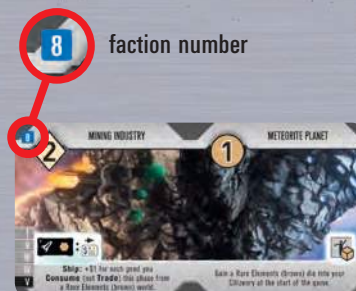 8 faction number
8
MINING INDUSTRY METEORITE PLANET
2 1
Ship: +$1 for each good you Gain a Rare Elements (brown) die into your
Consume (not Trade) this phase from Citizenry at the start of the game.
a Rare Elements (brown) world.
V